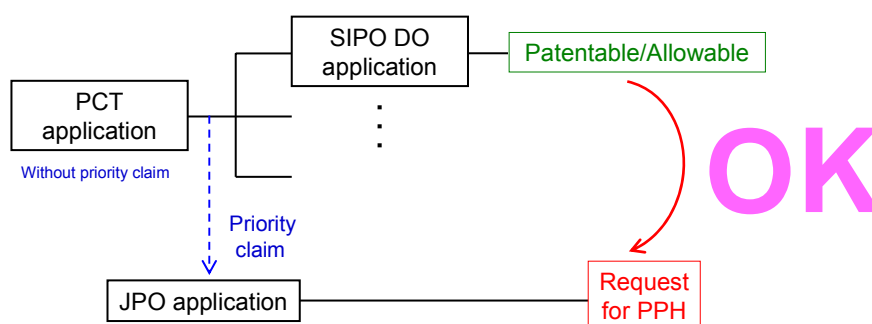 SIPO DO
application
Patentable/Allowable
PCT
application
Without priority claim
OK
Priority
claim
Request
for PPH
JPO application